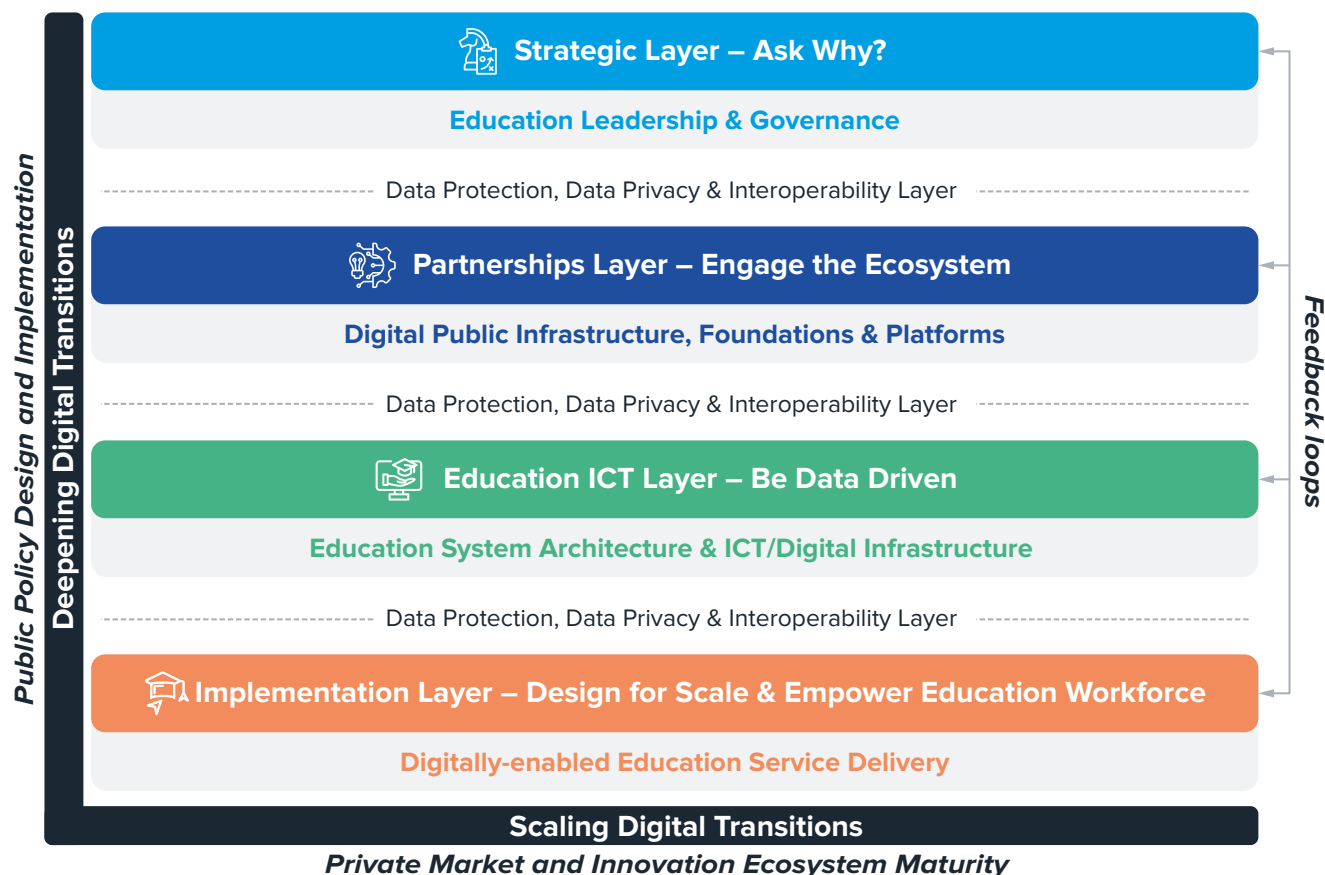 Strategic Layer – Ask Why?
Education Leadership & Governance
Data Protection, Data Privacy & Interoperability Layer
Partnerships Layer – Engage the Ecosystem
Digital Public Infrastructure, Foundations & Platforms
Data Protection, Data Privacy & Interoperability Layer
Education ICT Layer – Be Data Driven
Education System Architecture & ICT/Digital Infrastructure
Data Protection, Data Privacy & Interoperability Layer
Implementation Layer – Design for Scale & Empower Education Workforce
Digitally-enabled Education Service Delivery
Public Policy Design and Implementation
Deepening Digital Transitions
Feedback loops
Scaling Digital Transitions
Private Market and Innovation Ecosystem Maturity